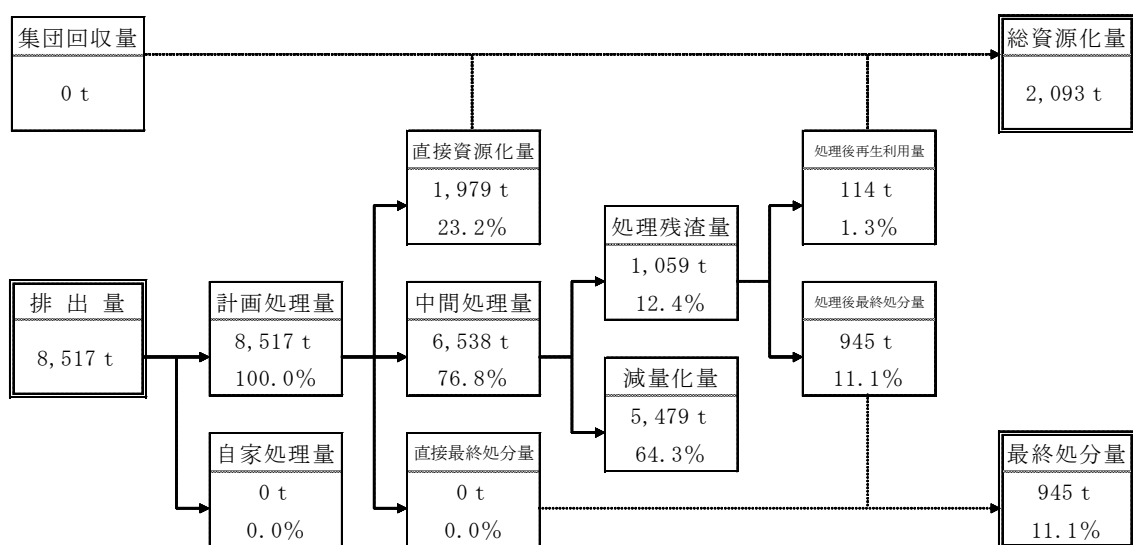 集団回収量
0 t
総資源化量
2,093 t
直接資源化量
1,979 t
23.2%
処理後再生利用量
114 t
1.3%
処理残渣量
1,059 t
12.4%
排出量
8,517 t
計画処理量
8,517 t
100.0%
中間処理量
6,538 t
76.8%
処理後最終処分量
945 t
11.1%
減量化量
5,479 t
64.3%
自家処理量
0 t
0.0%
直接最終処分量
0 t
0.0%
最終処分量
945 t
11.1%